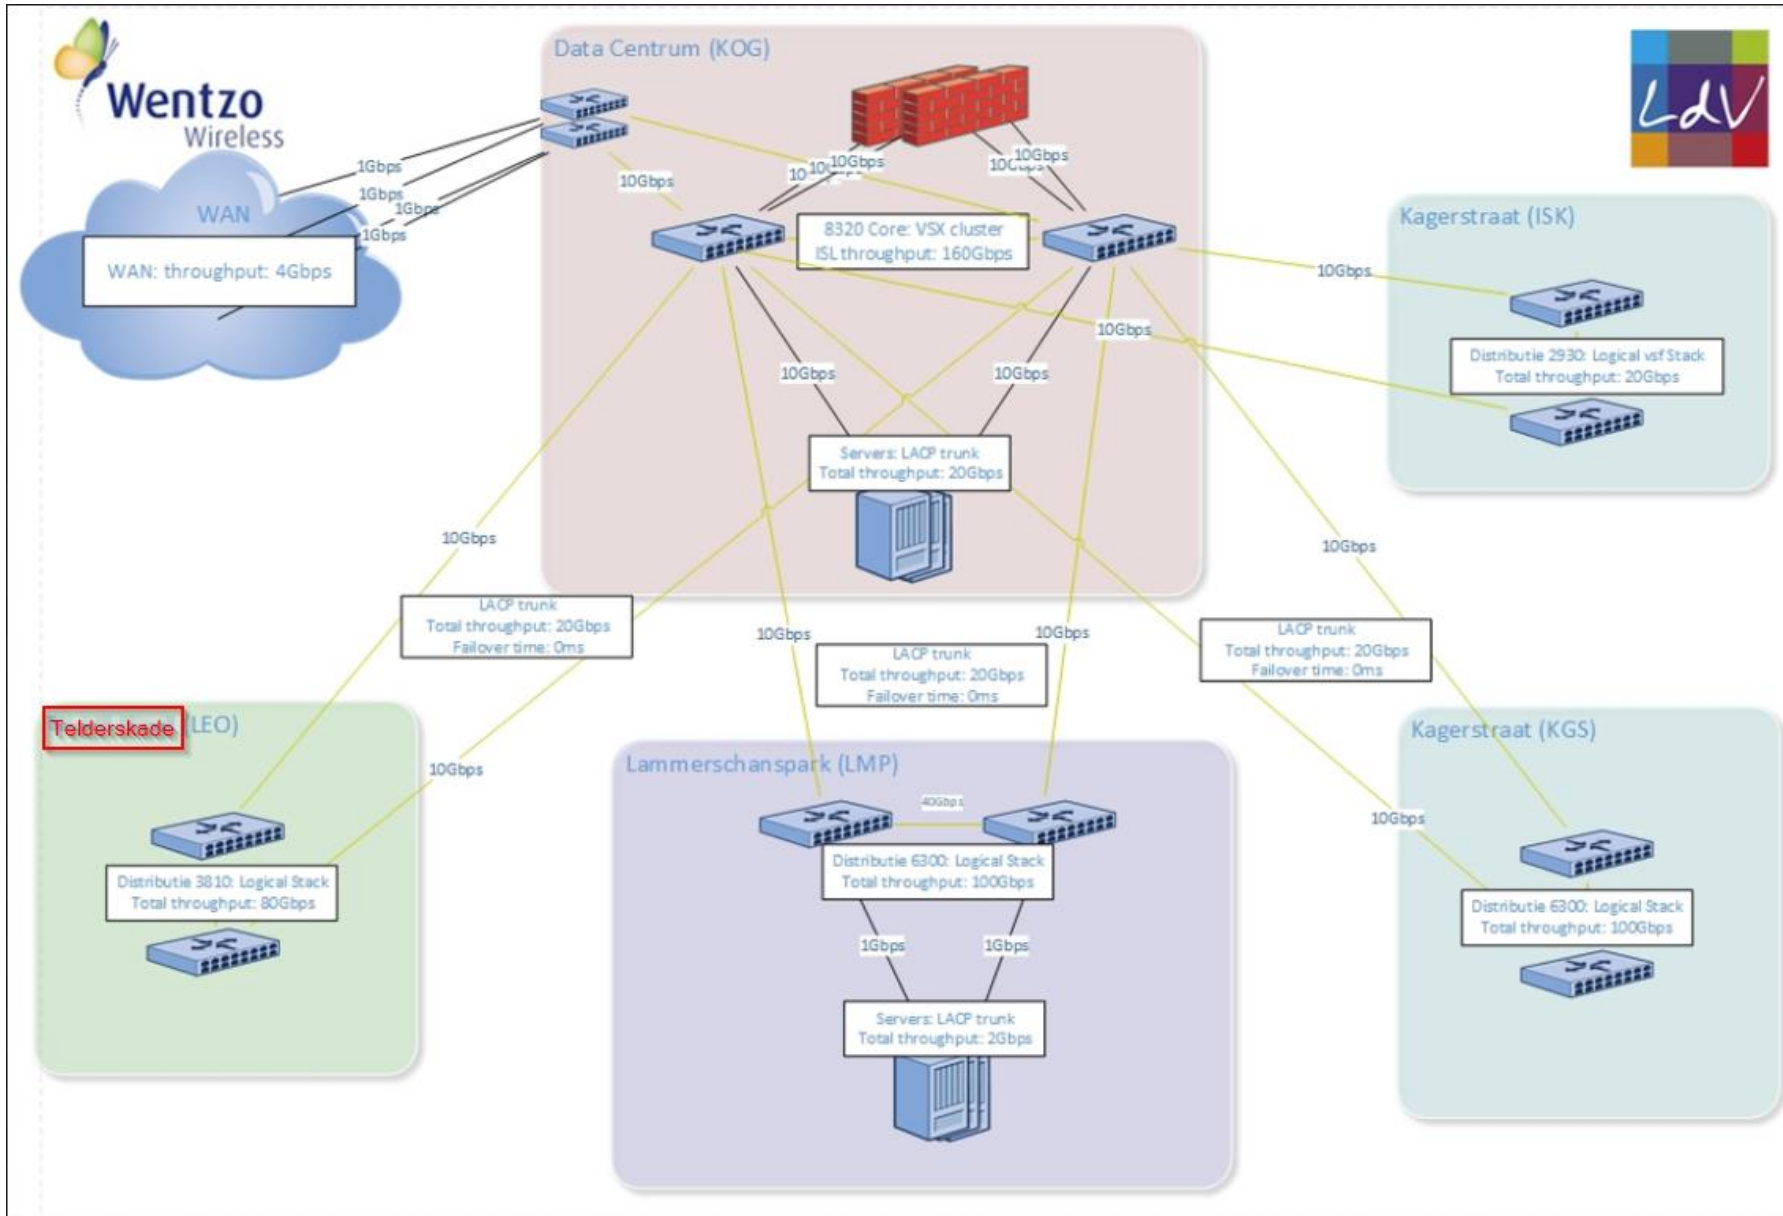 Wentzo
Wireless
Data Centrum (KOG)
LdV
1Gbps
1Gbps
1Gbps
1Gbps
10Gbps
10Gbps
10Gbps
10Gbps
WAN
WAN: throughput: 4Gbps
8320 Core: VSX cluster
ISL throughput: 160Gbps
Kagerstraat (ISK)
10Gbps
10Gbps
Distributie 2930: Logical vsf Stack
Total throughput: 20Gbps
10Gbps
10Gbps
Servers: LACP trunk
Total throughput: 20Gbps
10Gbps
10Gbps
10Gbps
10Gbps
LACP trunk
Total throughput: 20Gbps
Failover time: 0ms
LACP trunk
Total throughput: 20Gbps
Failover time: 0ms
LACP trunk
Total throughput: 20Gbps
Failover time: 0ms
Telderskade (LEO)
10Gbps
Lammerschanspark (LMP)
Kagerstraat (KGS)
40Gbps
10Gbps
Distributie 3810: Logical Stack
Total throughput: 80Gbps
Distributie 6300: Logical Stack
Total throughput: 100Gbps
Distributie 6300: Logical Stack
Total throughput: 100Gbps
1Gbps
1Gbps
Servers: LACP trunk
Total throughput: 2Gbps